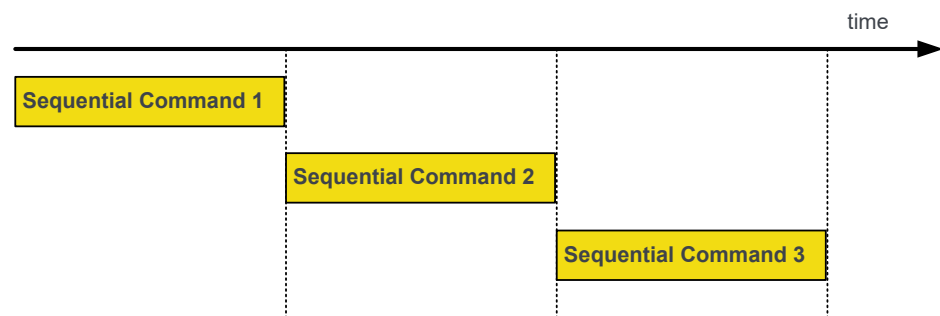 time
Sequential Command 1
Sequential Command 2
Sequential Command 3